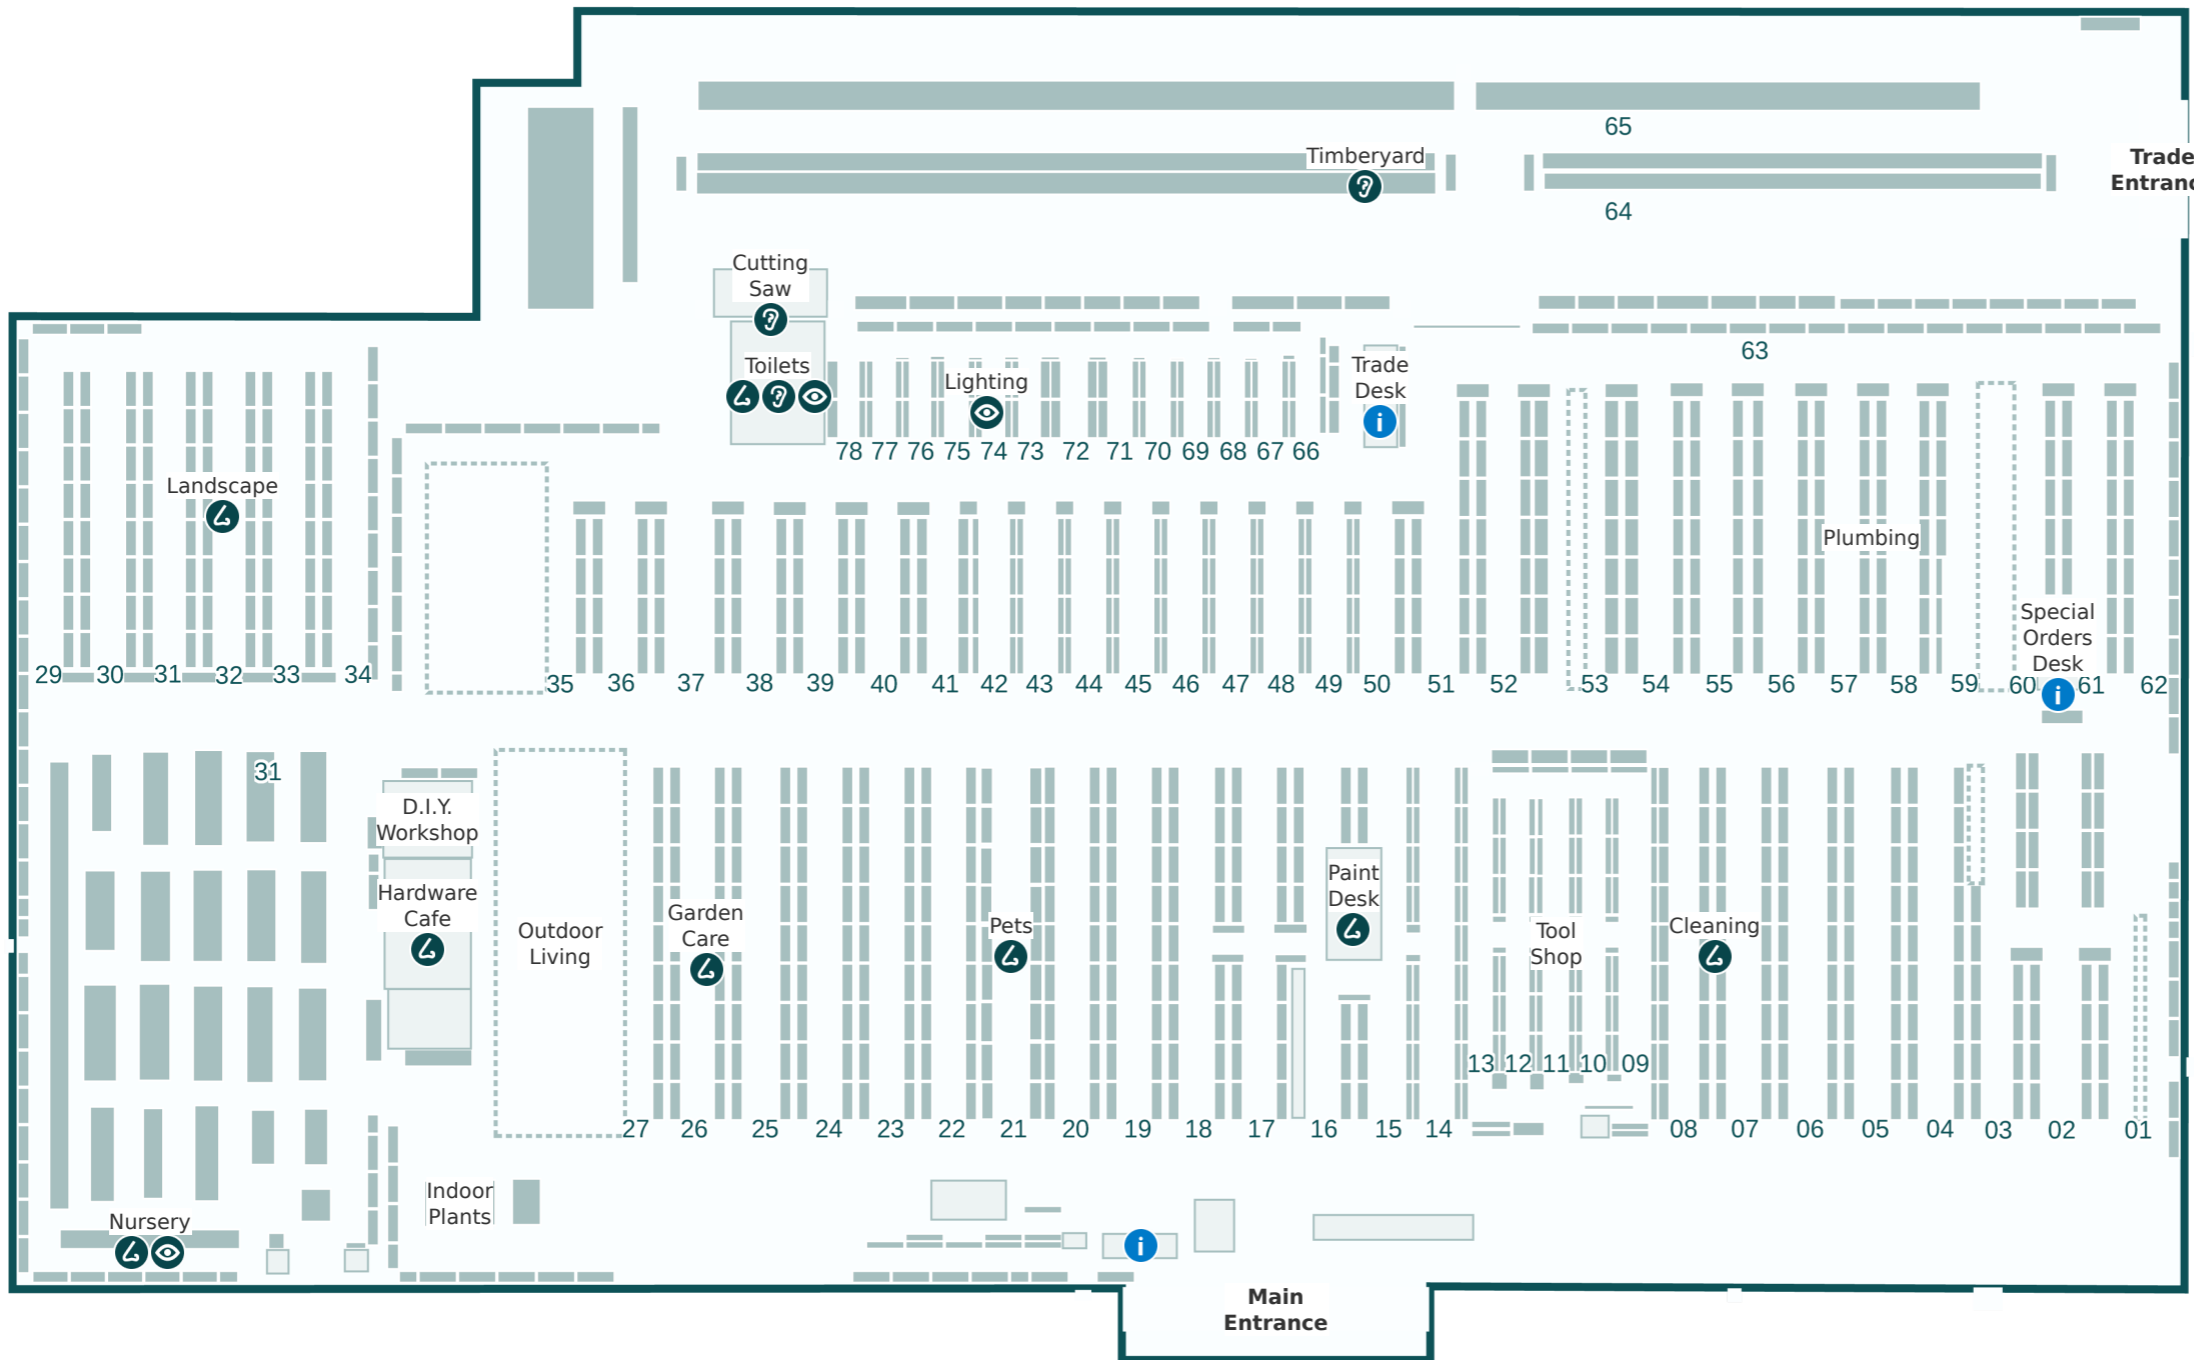 65
Timberyard
Trade
Entranc
64
Cutting
Saw
63
Toilets
Lighting
Trade
Desk
78 77 76 75 74 73 72 71 70 69 68 67 66
Landscape
Plumbing
Special
Orders
Desk
29 30 31 32 33 34
35 36 37 38 39 40 41 42 43 44 45 46 47 48 49 50 51 52 53 54 55 56 57 58 59 60 61 62
31
D.I.Y.
Workshop
Hardware
Cafe
Outdoor
Living
Garden
Care
Pets
Paint
Desk
Tool
Shop
Cleaning
13 12 11 10 09
27 26 25 24 23 22 21 20 19 18 17 16 15 14 08 07 06 05 04 03 02 01
Indoor
Plants
Nursery
Main
Entrance